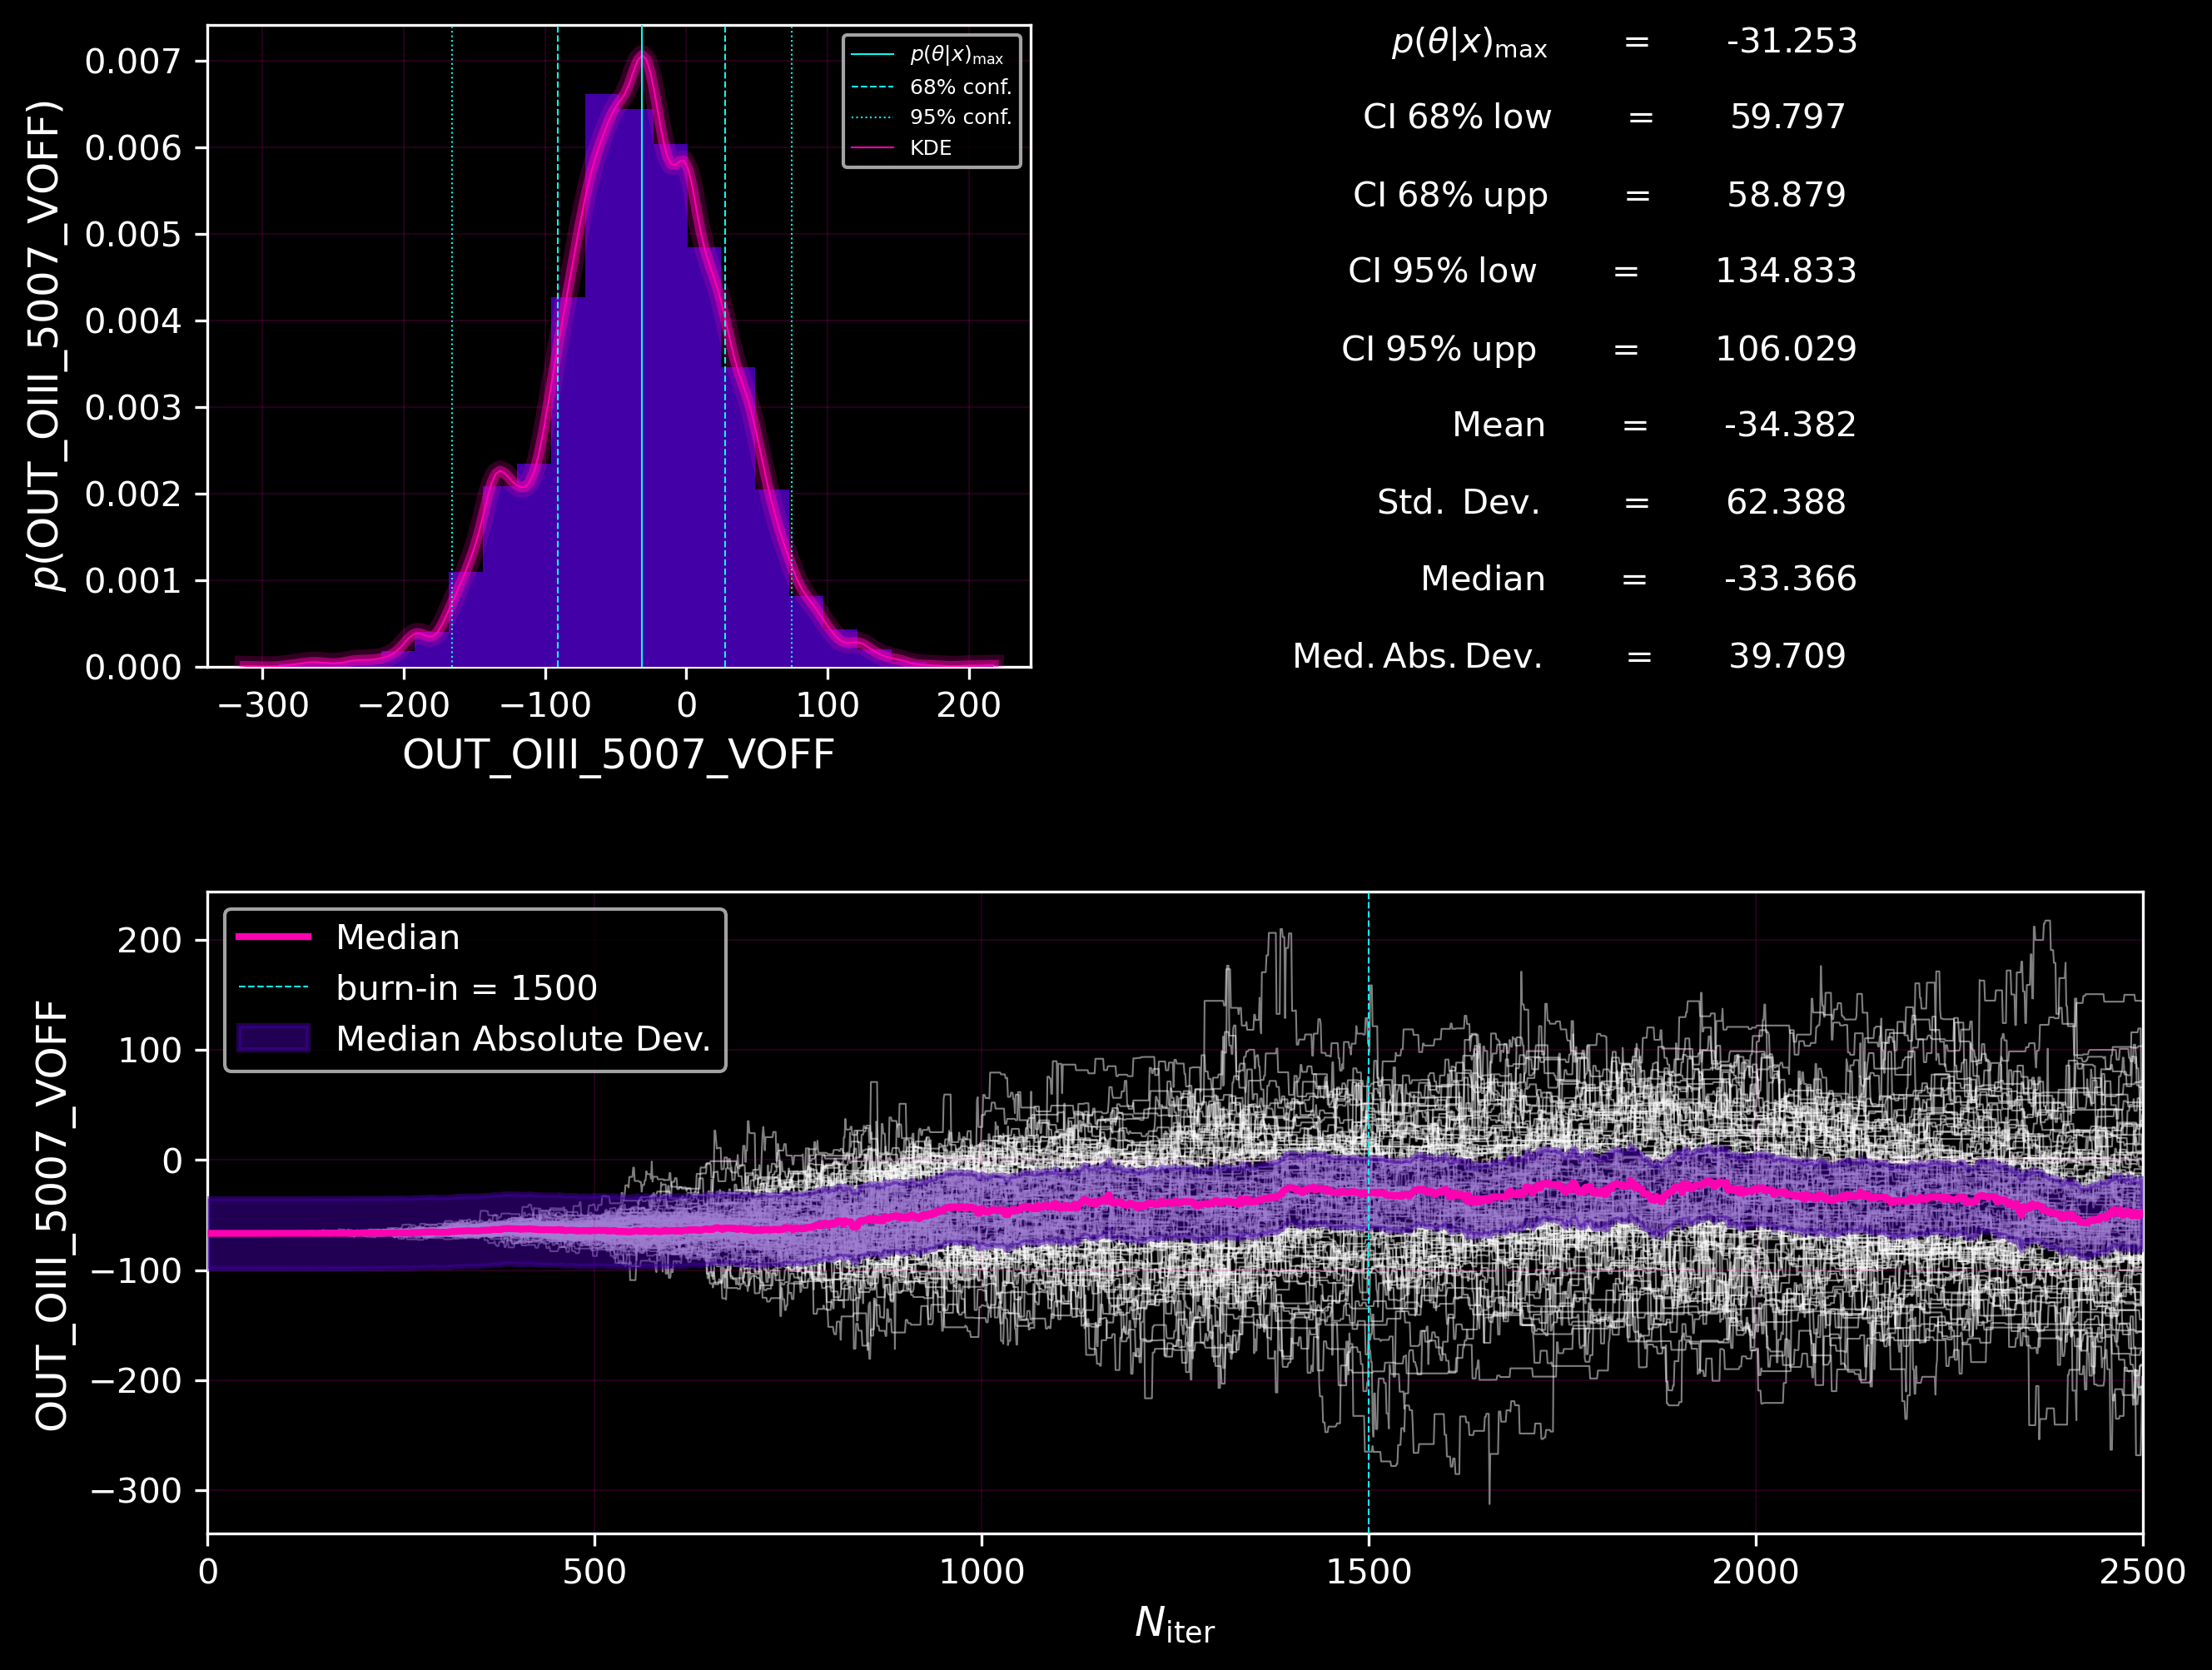 p(OUT_OIII_5007_VOFF)
0.007
0.006
0.005
0.004
0.003
0.002
0.001
0.000
p(θ|x)max
68% conf.
95% conf.
KDE
−300 −200 −100 0 100 200
OUT_OIII_5007_VOFF
p(θ|x)max = -31.253
CI 68% low = 59.797
CI 68% upp = 58.879
CI 95% low = 134.833
CI 95% upp = 106.029
Mean = -34.382
Std. Dev. = 62.388
Median = -33.366
Med. Abs. Dev. = 39.709
OUT_OIII_5007_VOFF
200
100
0
−100
−200
−300
Median
burn-in = 1500
Median Absolute Dev.
0 500 1000 1500 2000 2500
Niter